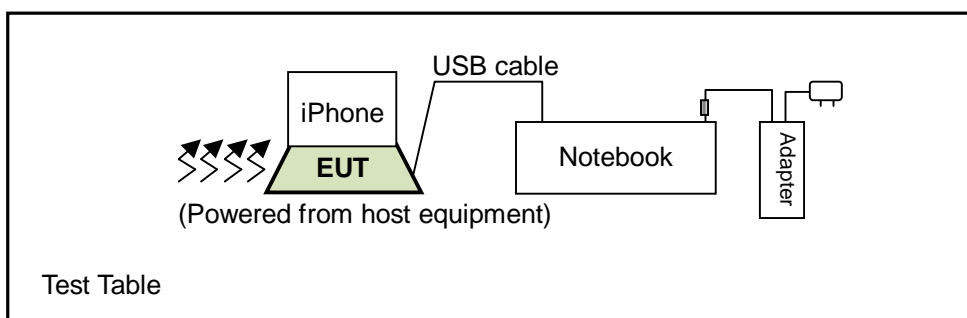 USB cable
iPhone
EUT
Notebook
Adapter
(Powered from host equipment)
Test Table